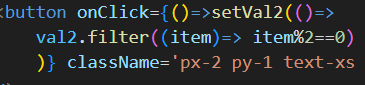 <button onClick={()=>setVal2(()=>
val2.filter((item)=> item%2==0)
)} className='px-2 py-1 text-xs